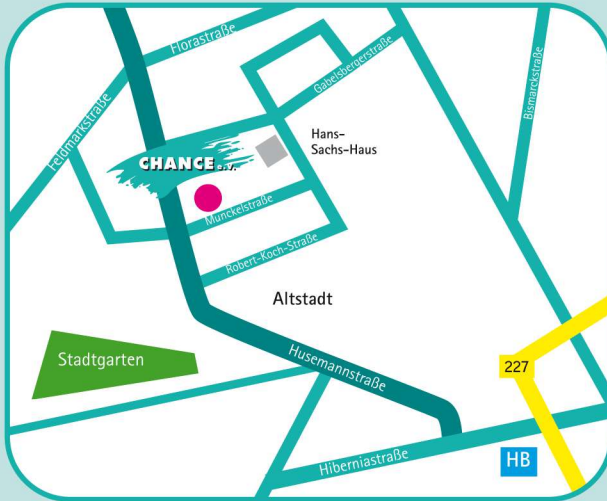 Florastraße
Feldmarkstraße
Gabelsbergerstraße
Bismarckstraße
Hans-
Sachs-Haus
CHANCE e.V.
Munckelstraße
Robert-Koch-Straße
Altstadt
Stadtgarten
Husemannstraße
227
Hiberniastraße
HB